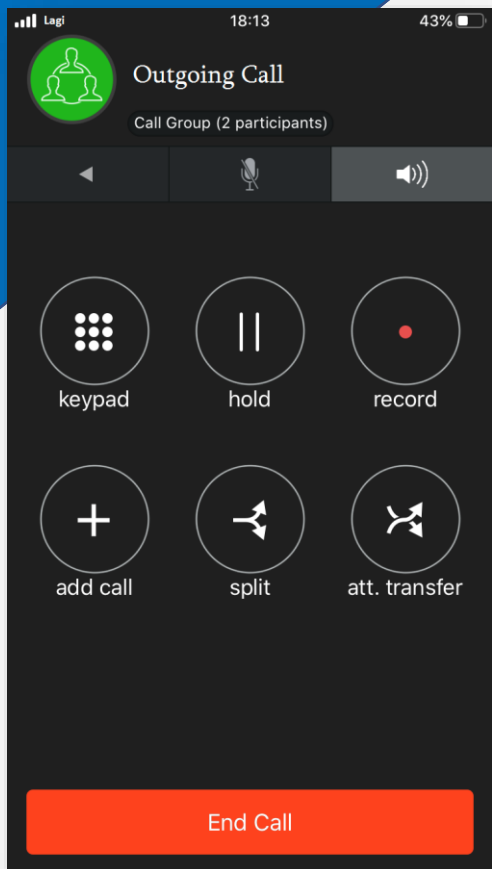 Lagi 18:13 43%
Outgoing Call
Call Group (2 participants)
keypad hold record
add call split att. transfer
End Call